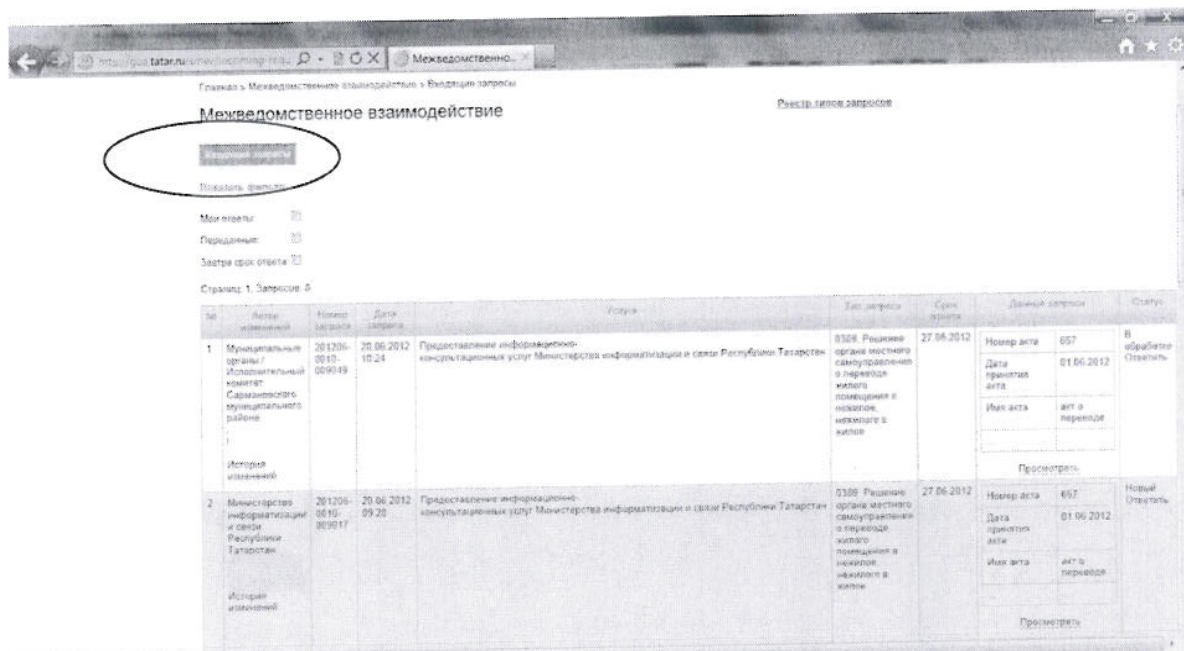 tatar.ru
Межведомственно...
Главная » Межведомственное взаимодействие » Входящие запросы
Межведомственное взаимодействие
Реестр типов запросов
Входящие запросы
Показать фильтр
Мои ответы:
Переданные:
Завтра срок ответа
Страниц: 1, Запросов: 8
№ Автор изменений Номер запроса Дата запроса Услуга Тип запроса Срок ответа Данные запроса Статус
1 Муниципальные органы / Исполнительный комитет Сармановского муниципального района
История изменений
201206-0010-009049
20.06.2012 10:24
Предоставление информационно-
консультационных услуг Министерства информатизации и связи Республики Татарстан
0309. Решение органа местного самоуправления о переводе жилого помещения в нежилое, нежилого в жилое
27.06.2012
Номер акта 657
Дата принятия акта 01.06.2012
Имя акта акт о переводе
Просмотреть
В обработке
Ответить
2 Министерство информатизации и связи Республики Татарстан
История изменений
201206-0010-009017
20.06.2012 09:20
Предоставление информационно-
консультационных услуг Министерства информатизации и связи Республики Татарстан
0309. Решение органа местного самоуправления о переводе жилого помещения в нежилое, нежилого в жилое
27.06.2012
Номер акта 657
Дата принятия акта 01.06.2012
Имя акта акт о переводе
Просмотреть
Новый
Ответить